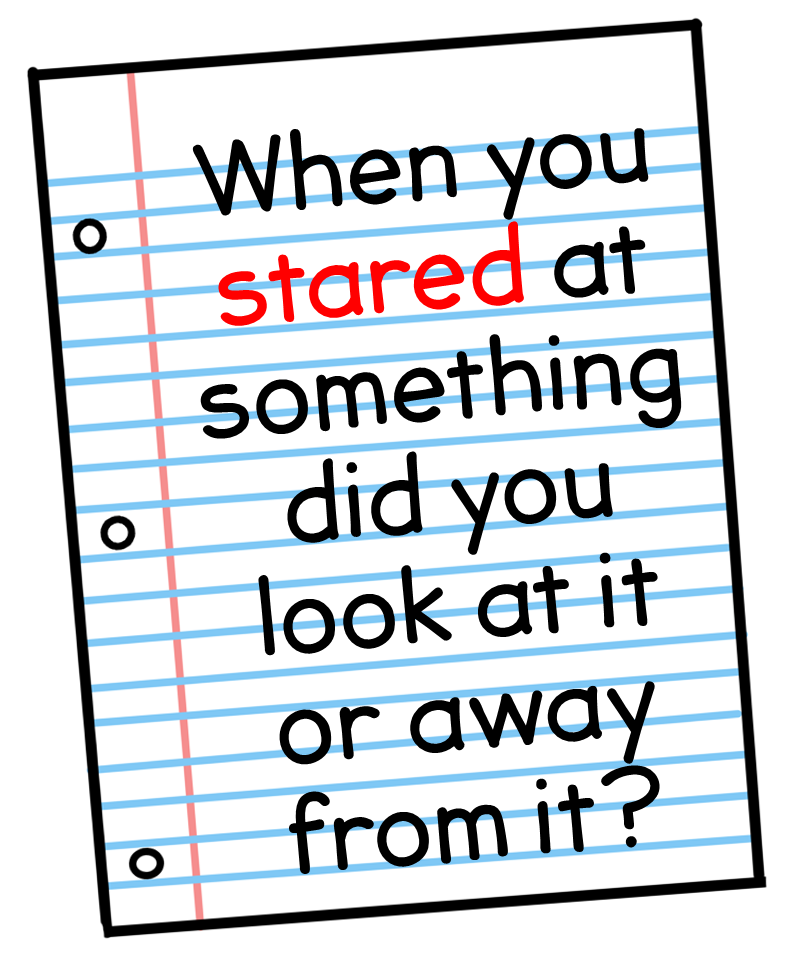 When you
stared at
something
did you
look at it
or away
from it?